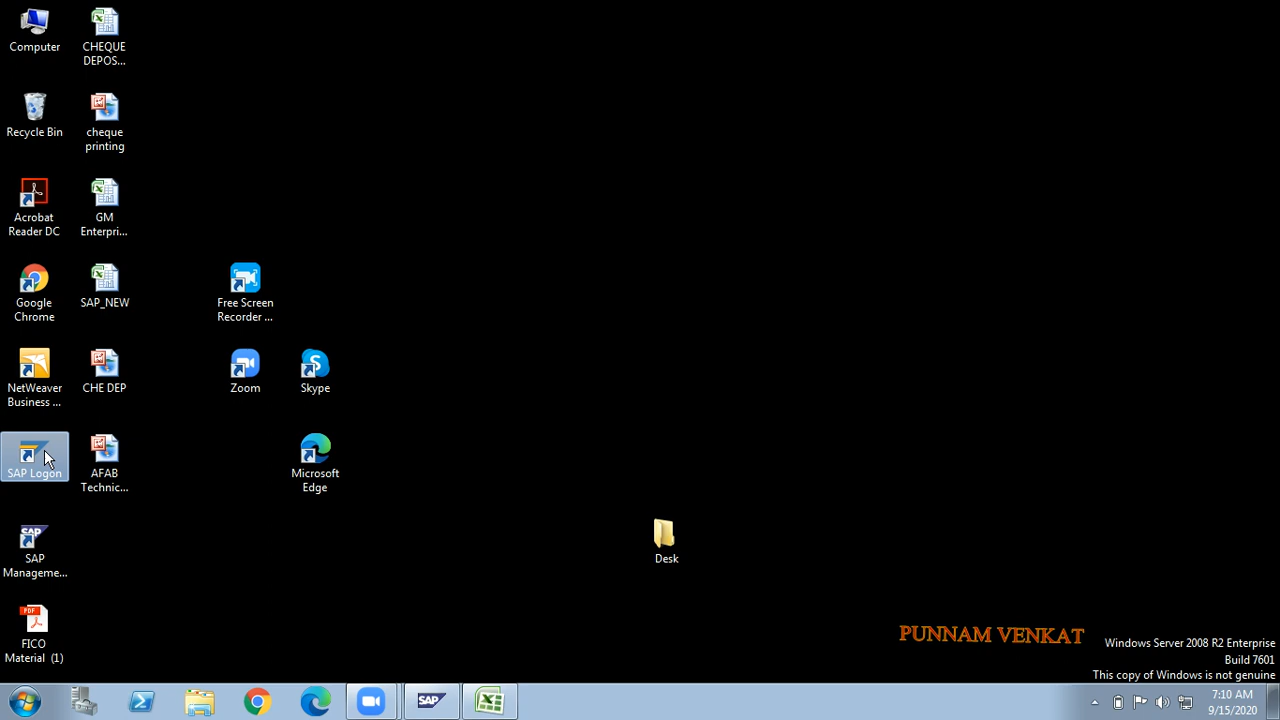 Computer
CHEQUE
DEPOS...
Recycle Bin
cheque
printing
Acrobat
Reader DC
GM
Enterpri...
Google
Chrome
SAP_NEW
Free Screen
Recorder ...
NetWeaver
Business ...
CHE DEP
Zoom
Skype
SAP Logon
AFAB
Technic...
Microsoft
Edge
SAP
SAP
Manageme...
Desk
PDF
FICO
Material (1)
PUNNAM VENKAT
Windows Server 2008 R2 Enterprise
Build 7601
This copy of Windows is not genuine
SAP
7:10 AM
9/15/2020